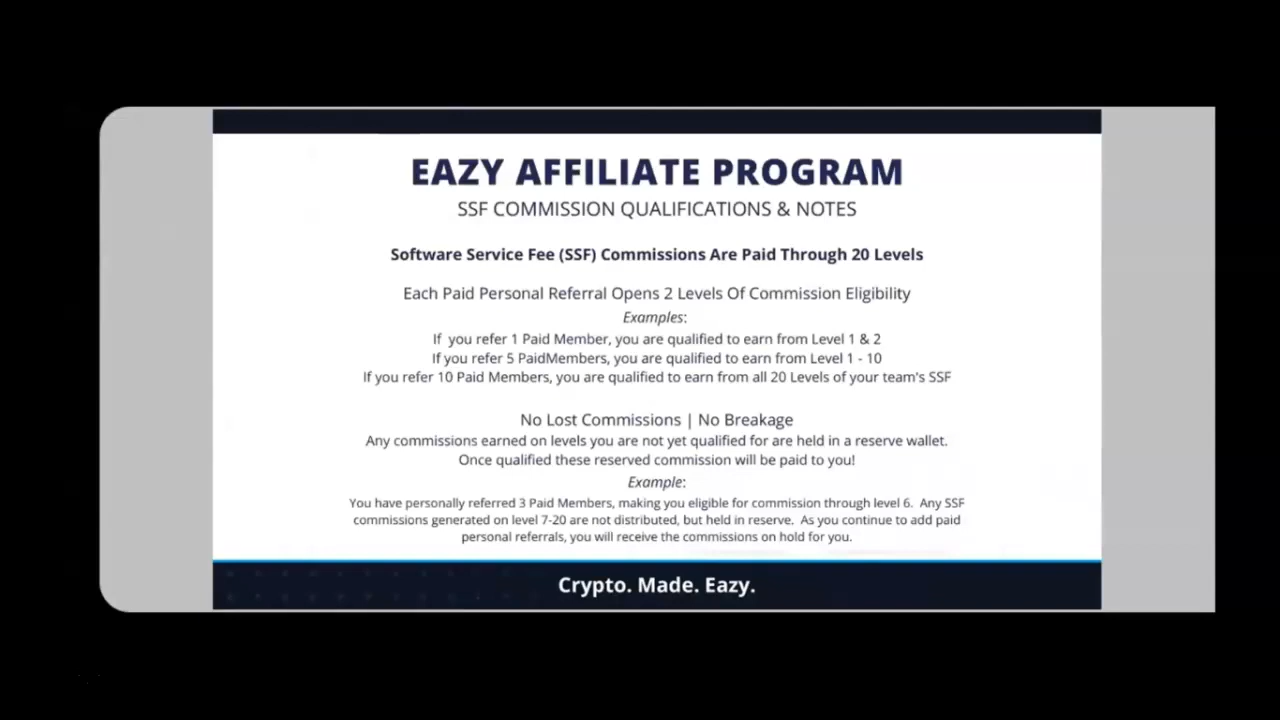 EAZY AFFILIATE PROGRAM
SSF COMMISSION QUALIFICATIONS & NOTES
Software Service Fee (SSF) Commissions Are Paid Through 20 Levels
Each Paid Personal Referral Opens 2 Levels Of Commission Eligibility
Examples:
If you refer 1 Paid Member, you are qualified to earn from Level 1 & 2
If you refer 5 PaidMembers, you are qualified to earn from Level 1 - 10
If you refer 10 Paid Members, you are qualified to earn from all 20 Levels of your team's SSF
No Lost Commissions | No Breakage
Any commissions earned on levels you are not yet qualified for are held in a reserve wallet.
Once qualified these reserved commission will be paid to you!
Example:
You have personally referred 3 Paid Members, making you eligible for commission through level 6. Any SSF
commissions generated on level 7-20 are not distributed, but held in reserve. As you continue to add paid
personal referrals, you will receive the commissions on hold for you.
Crypto. Made. Eazy.